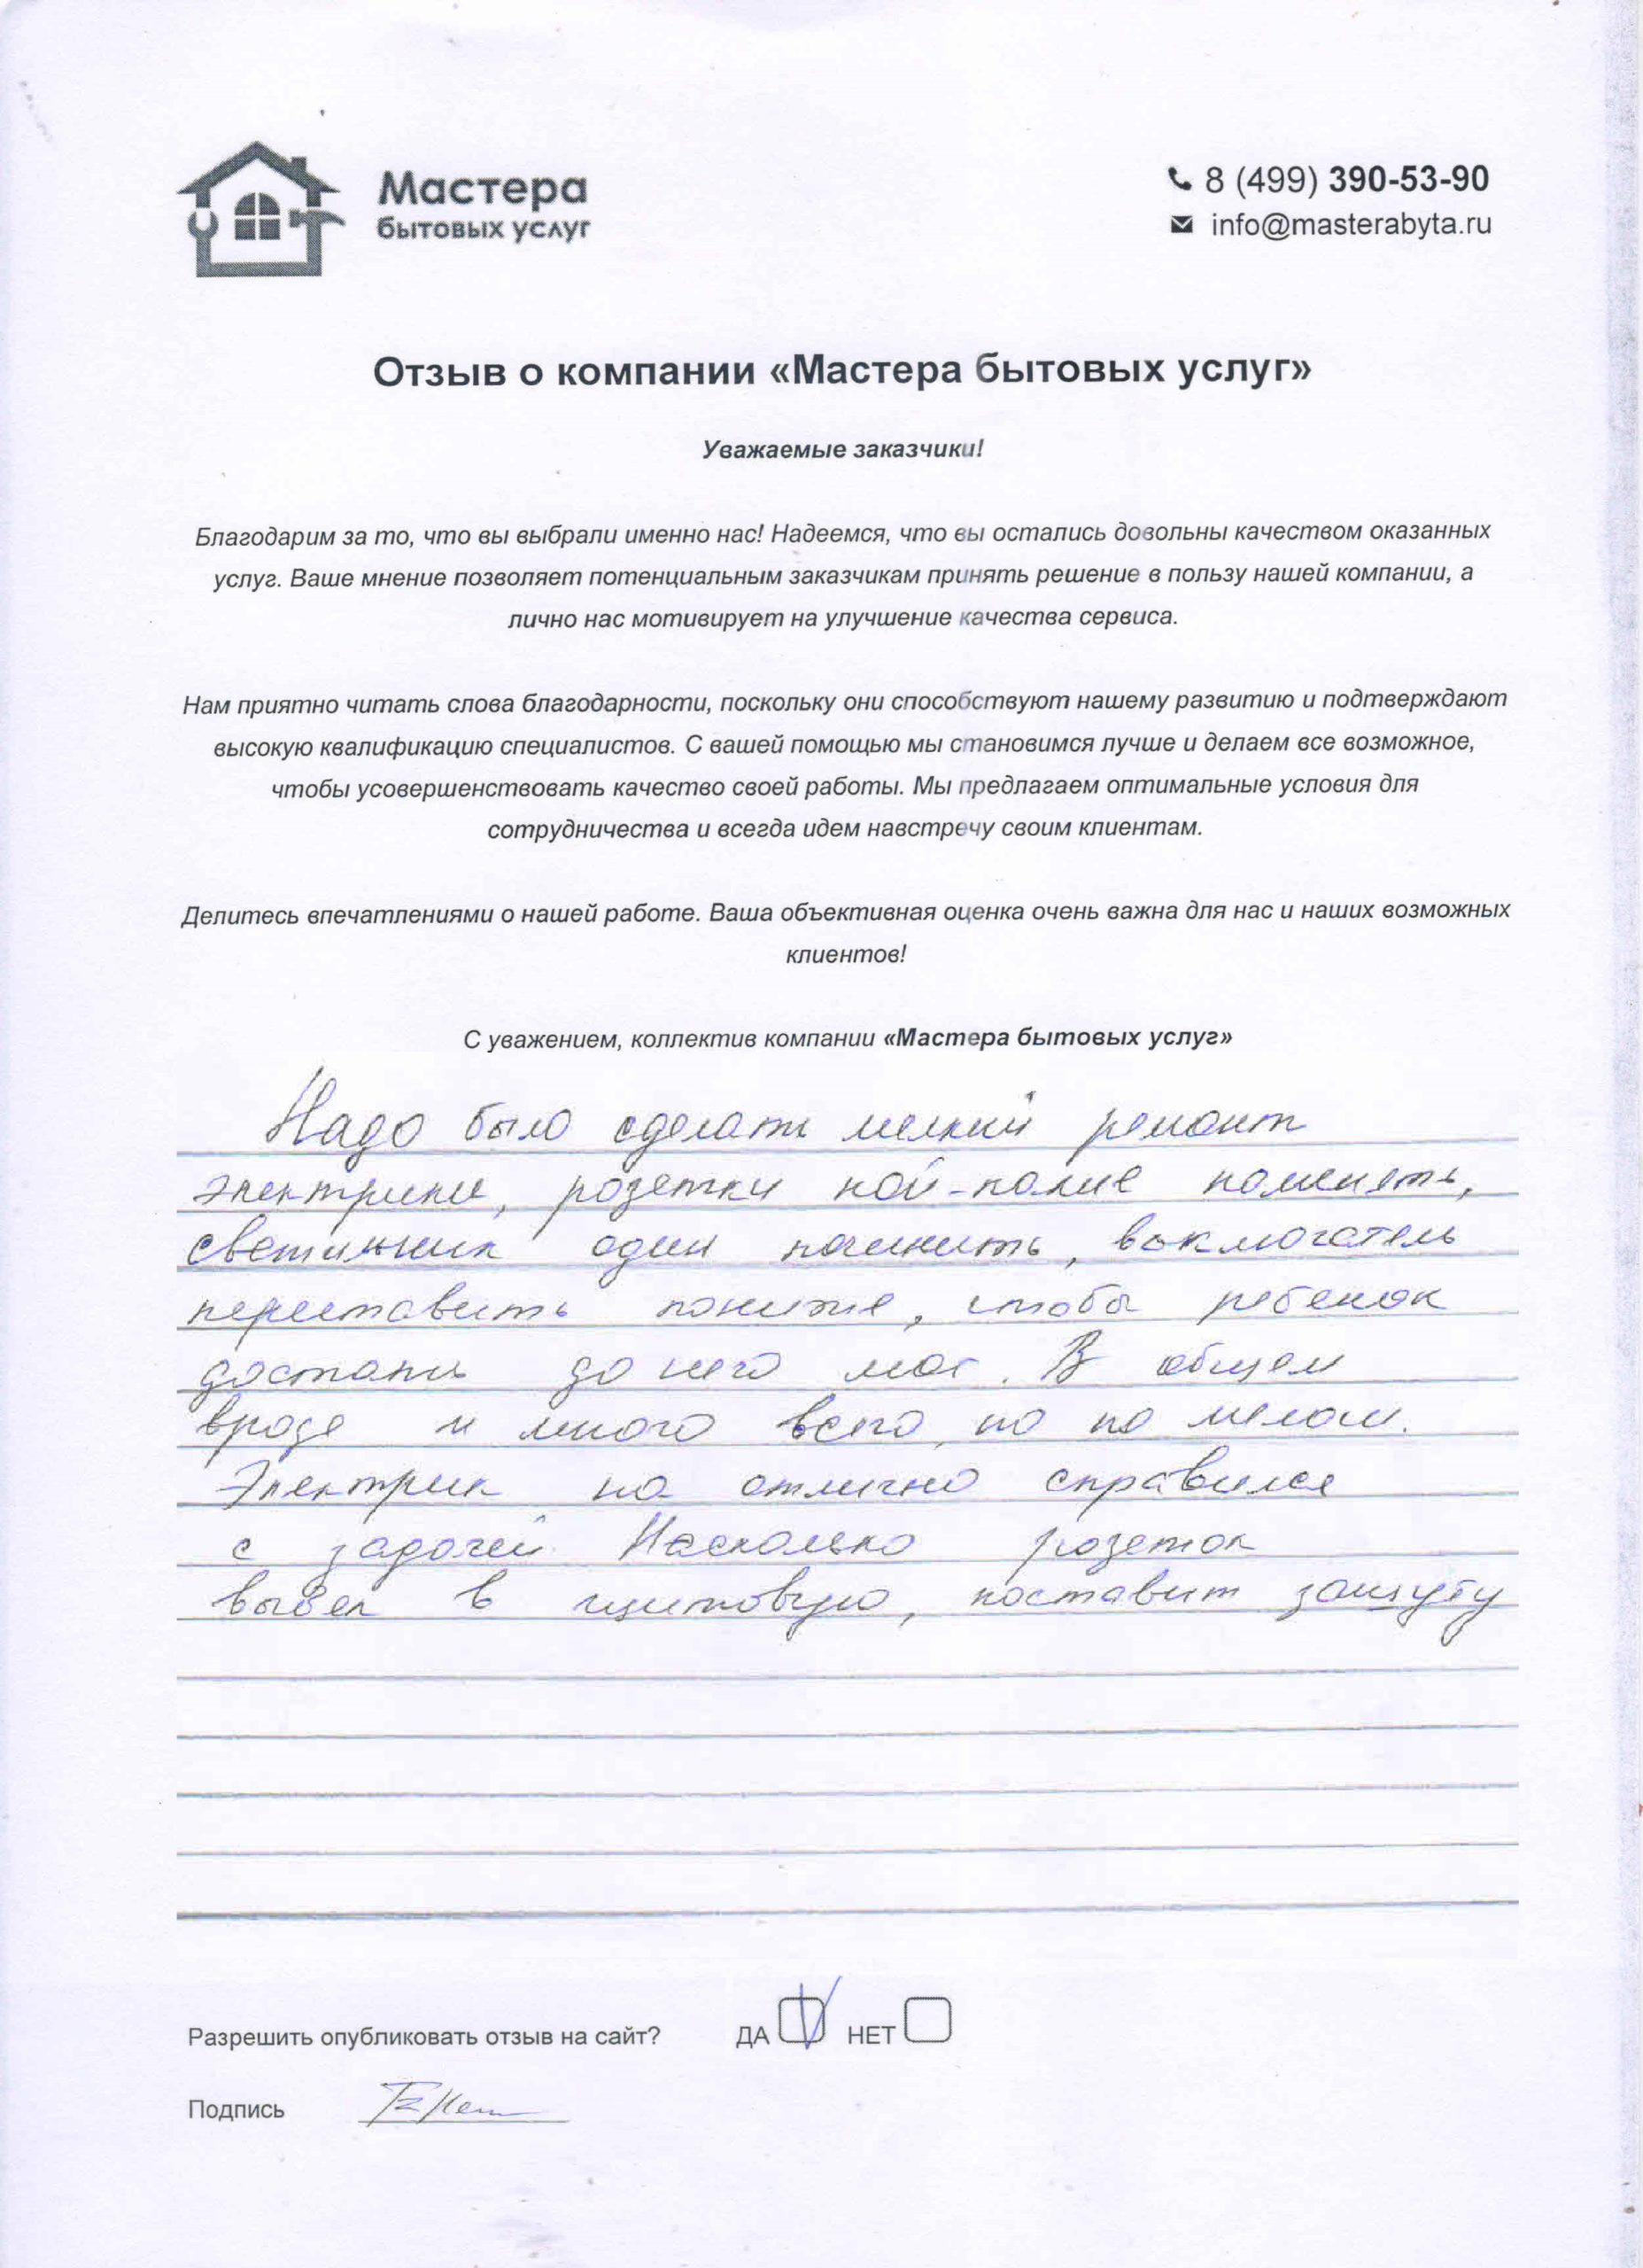 Мастера
бытовых услуг
8 (499) 390-53-90
info@masterabyta.ru
Отзыв о компании «Мастера бытовых услуг»
Уважаемые заказчики!
Благодарим за то, что вы выбрали именно нас! Надеемся, что вы остались довольны качеством оказанных
услуг. Ваше мнение позволяет потенциальным заказчикам принять решение в пользу нашей компании, а
лично нас мотивирует на улучшение качества сервиса.
Нам приятно читать слова благодарности, поскольку они способствуют нашему развитию и подтверждают
высокую квалификацию специалистов. С вашей помощью мы становимся лучше и делаем все возможное,
чтобы усовершенствовать качество своей работы. Мы предлагаем оптимальные условия для
сотрудничества и всегда идем навстречу своим клиентам.
Делитесь впечатлениями о нашей работе. Ваша объективная оценка очень важна для нас и наших возможных
клиентов!
С уважением, коллектив компании «Мастера бытовых услуг»
Надо было сделать мелкий ремонт
электрики, розетки кой-какие поменять,
светильник один починить, выключатель
переставить пониже, чтобы ребенок
достать до него мог. В общем
вроде и много всего, но по мелочи.
Электрик на отлично справился
с задачей. Несколько розеток
вывел в щитовую, поставит защиту
Разрешить опубликовать отзыв на сайт? ДА НЕТ
Подпись